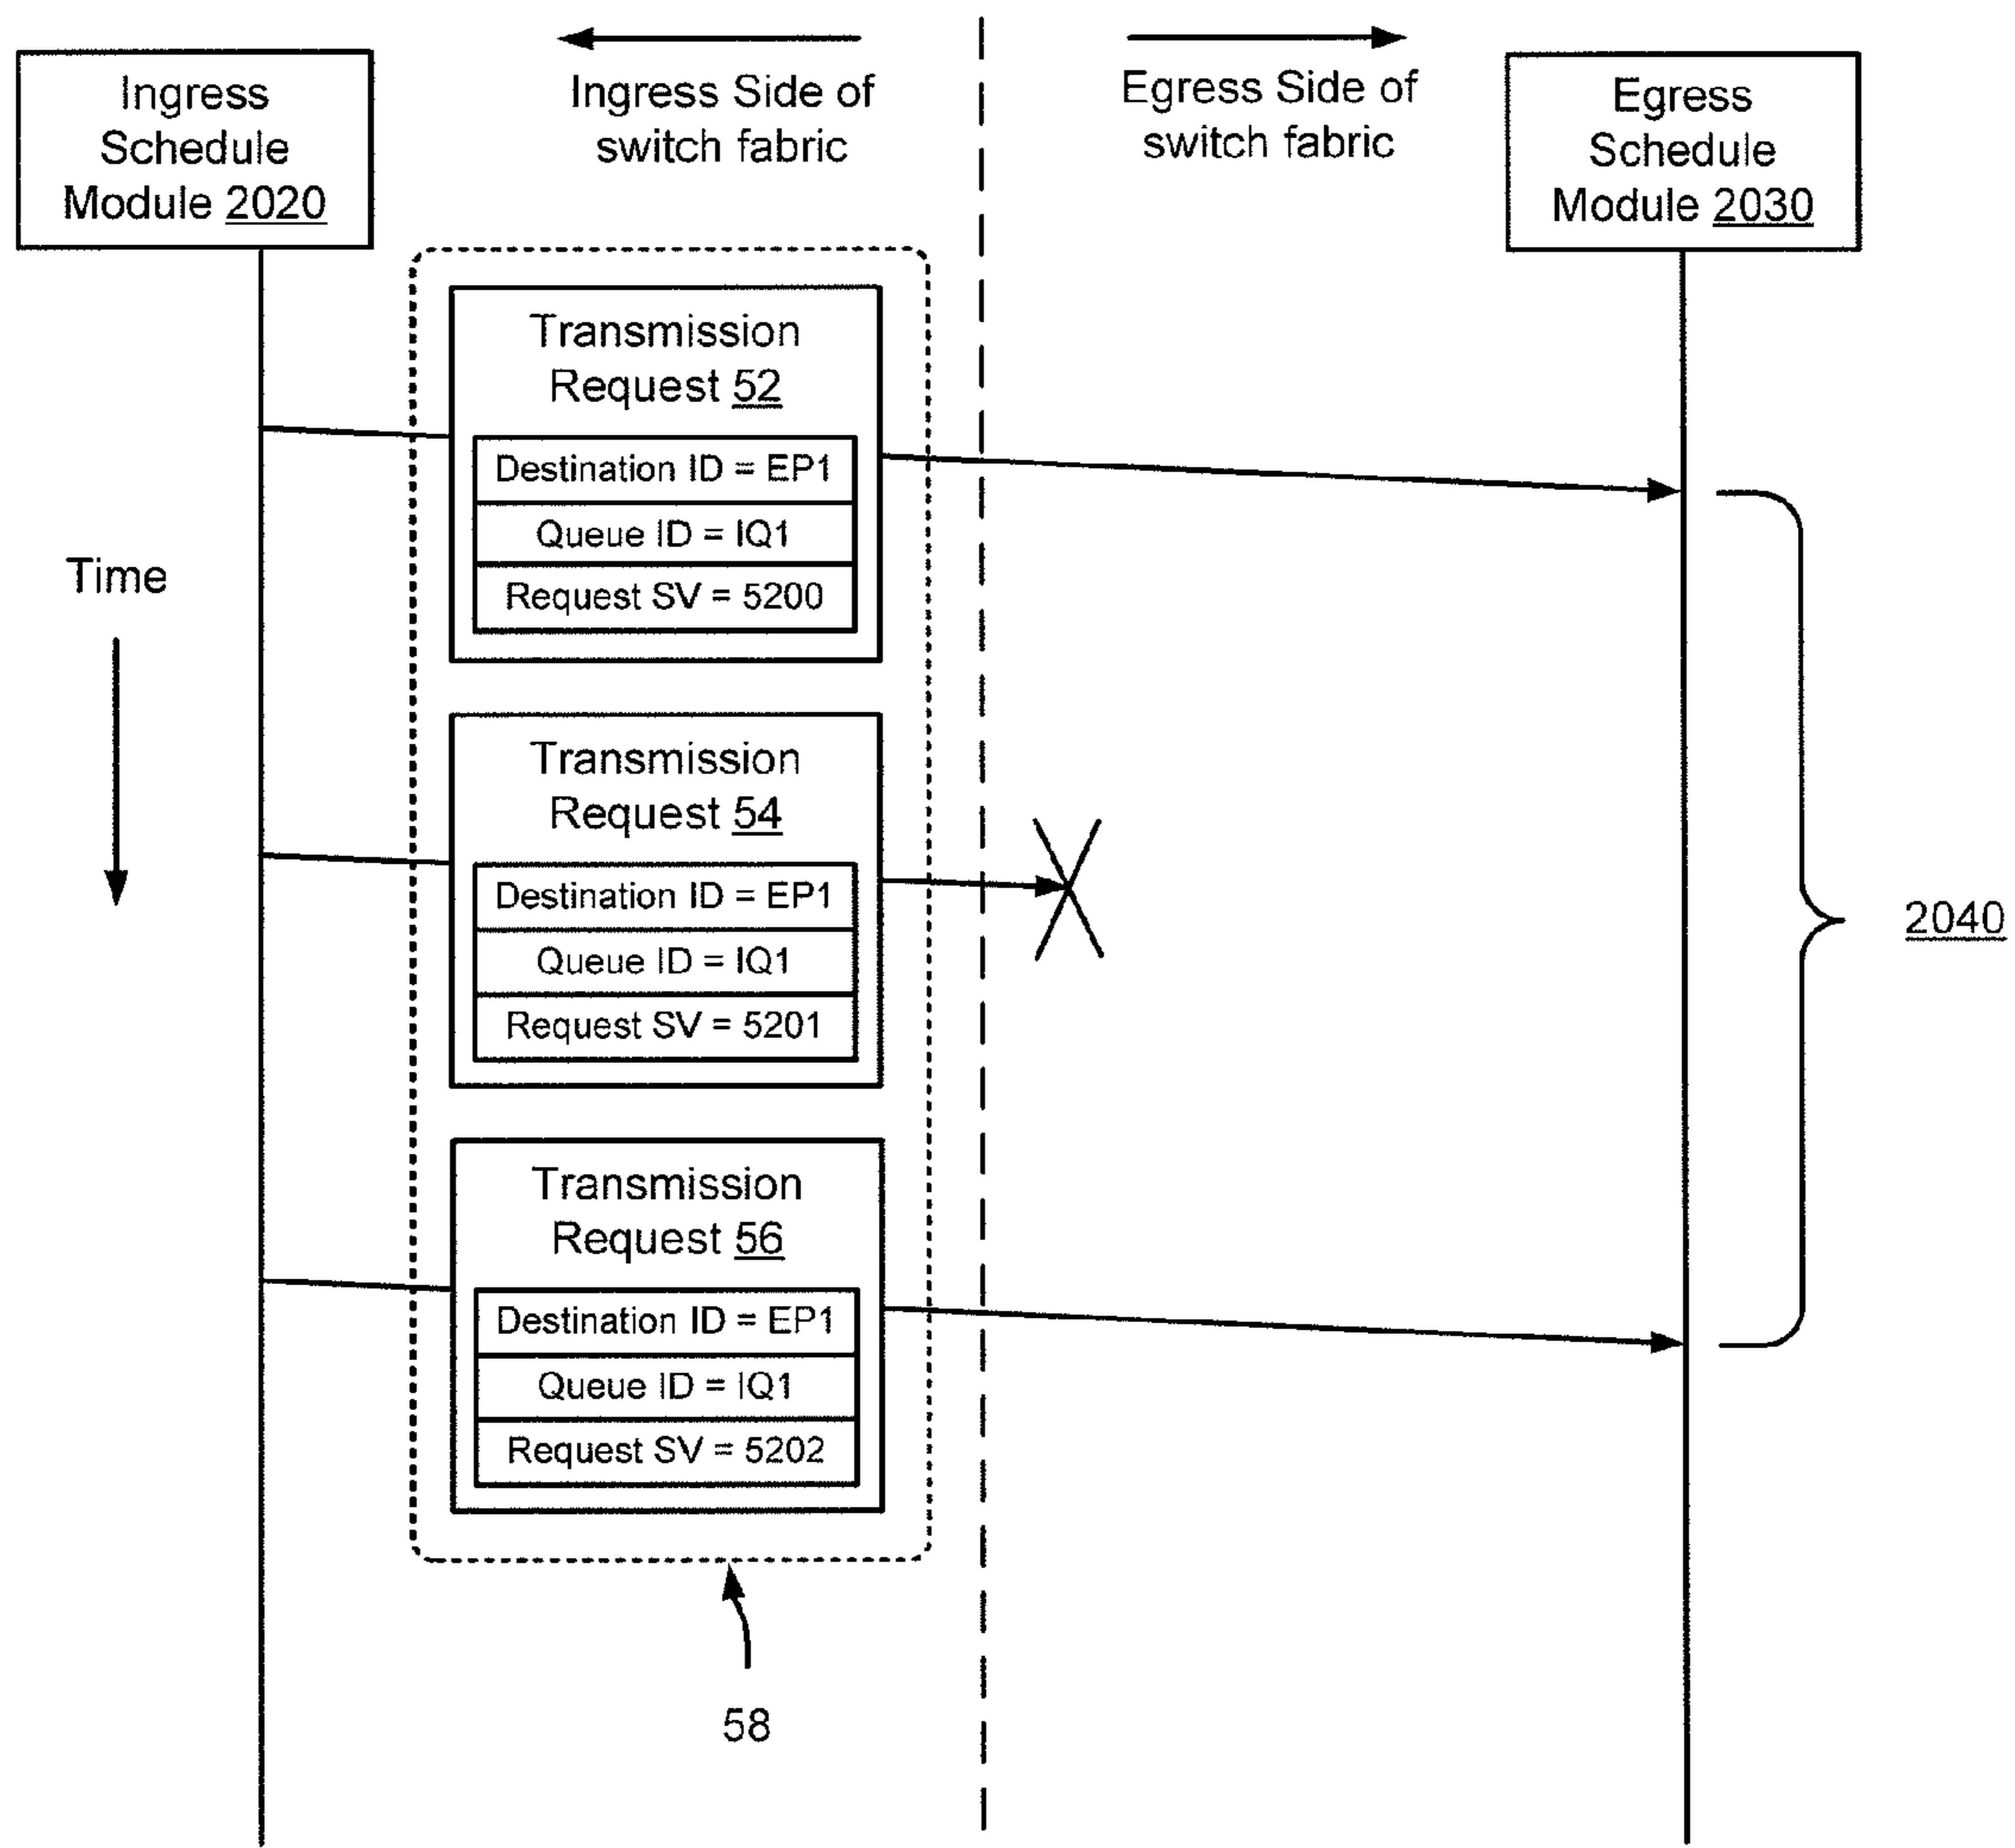 Ingress
Schedule
Module 2020
Ingress Side of
switch fabric
Egress Side of
switch fabric
Egress
Schedule
Module 2030
Time
Transmission
Request 52
Destination ID = EP1
Queue ID = IQ1
Request SV = 5200
Transmission
Request 54
Destination ID = EP1
Queue ID = IQ1
Request SV = 5201
Transmission
Request 56
Destination ID = EP1
Queue ID = IQ1
Request SV = 5202
2040
58